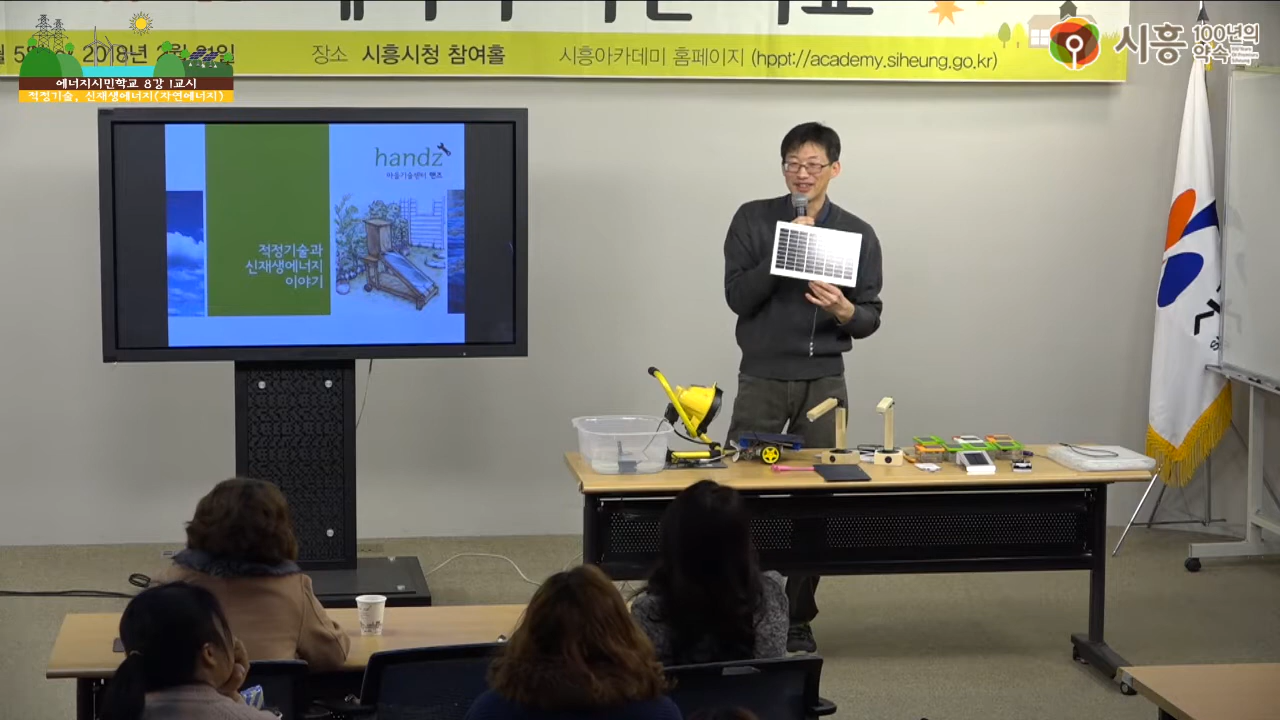 2018년
장소 시흥시청 참여홀
시흥아카데미 홈페이지 (hppt://academy.siheung.go.kr)
에너지시민학교 8강 1교시
적정기술, 신재생에너지(자연에너지)
시흥 100년의
약속
handz
마을기술센터 핸즈
적정기술과
신재생에너지
이야기